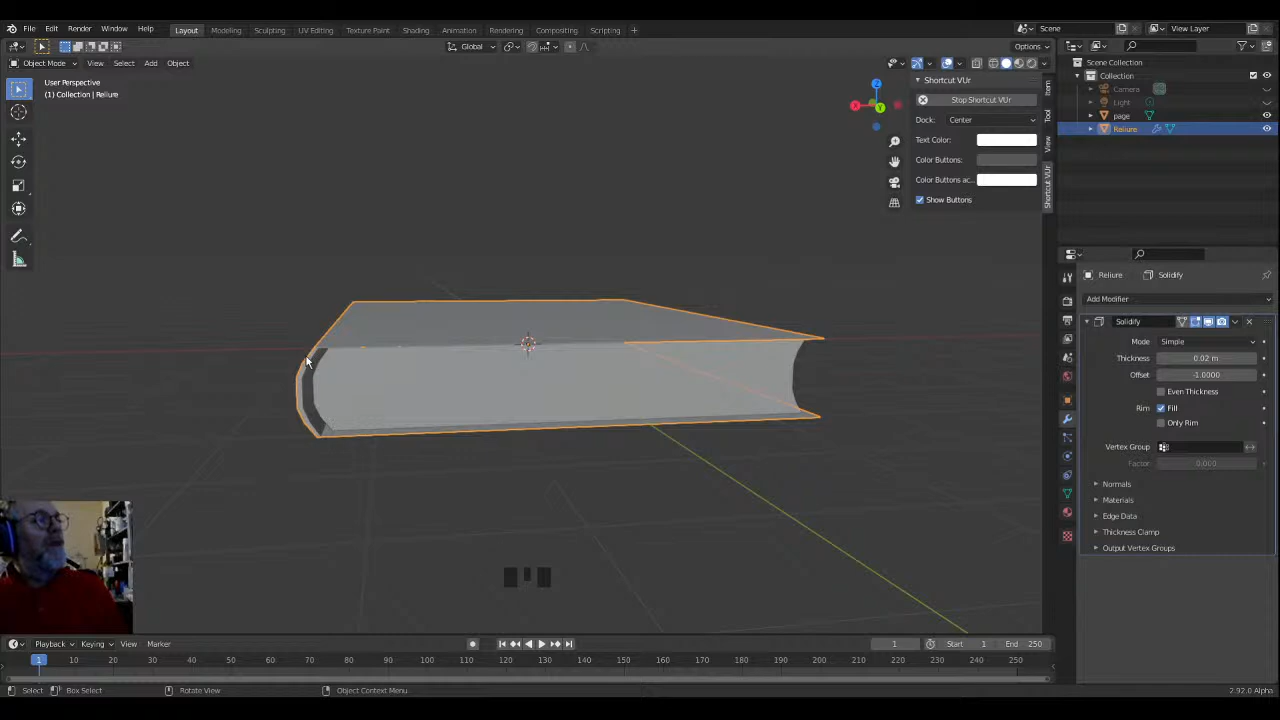 File Edit Render Window Help Layout Modeling Sculpting UV Editing Texture Paint Shading Animation Rendering Compositing Scripting + Scene View Layer
Global Options
Object Mode View Select Add Object
User Perspective
(1) Collection | Reliure
Shortcut VUr
Stop Shortcut VUr
Dock: Center
Text Color:
Color Buttons:
Color Buttons ac..
Show Buttons
Item
Tool
View
Shortcut VUr
X
Y
Z
Scene Collection
Collection
Camera
Light
page
Reliure
Reliure Solidify
Add Modifier
Solidify
Mode Simple
Thickness 0.02 m
Offset -1.0000
Even Thickness
Rim Fill
Only Rim
Vertex Group
Factor 0.000
Normals
Materials
Edge Data
Thickness Clamp
Output Vertex Groups
Playback Keying View Marker 1 Start 1 End 250
1 10 20 30 40 50 60 70 80 90 100 110 120 130 140 150 160 170 180 190 200 210 220 230 240 250
Select Box Select Rotate View Object Context Menu 2.92.0 Alpha